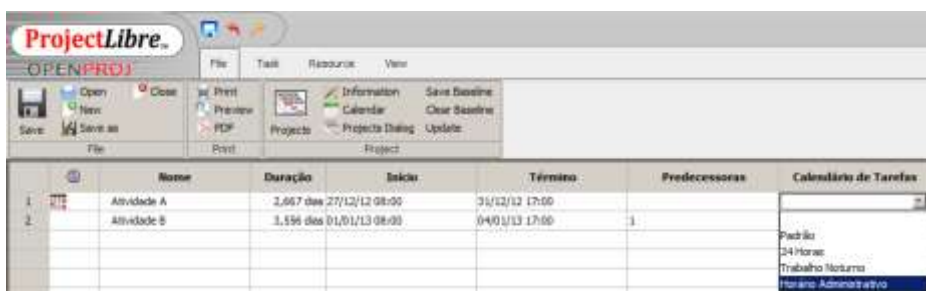 ProjectLibre™
OPENPROJ
File Task Resource View
Save Open New Save as Close
File
Print Preview PDF
Print
Projects Information Calendar Projects Dialog Save Baseline Clear Baseline Update
Project
Nome Duração Início Término Predecessoras Calendário de Tarefas
1 Atividade A 2,667 dias 27/12/12 08:00 31/12/12 17:00
2 Atividade B 3,556 dias 01/01/13 08:00 04/01/13 17:00 1
Padrão
24 Horas
Trabalho Noturno
Horário Administrativo